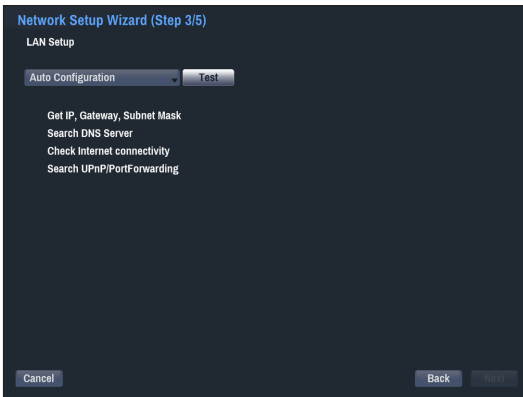 Network Setup Wizard (Step 3/5)
LAN Setup
Auto Configuration Test
Get IP, Gateway, Subnet Mask
Search DNS Server
Check Internet connectivity
Search UPnP/PortForwarding
Cancel Back Next